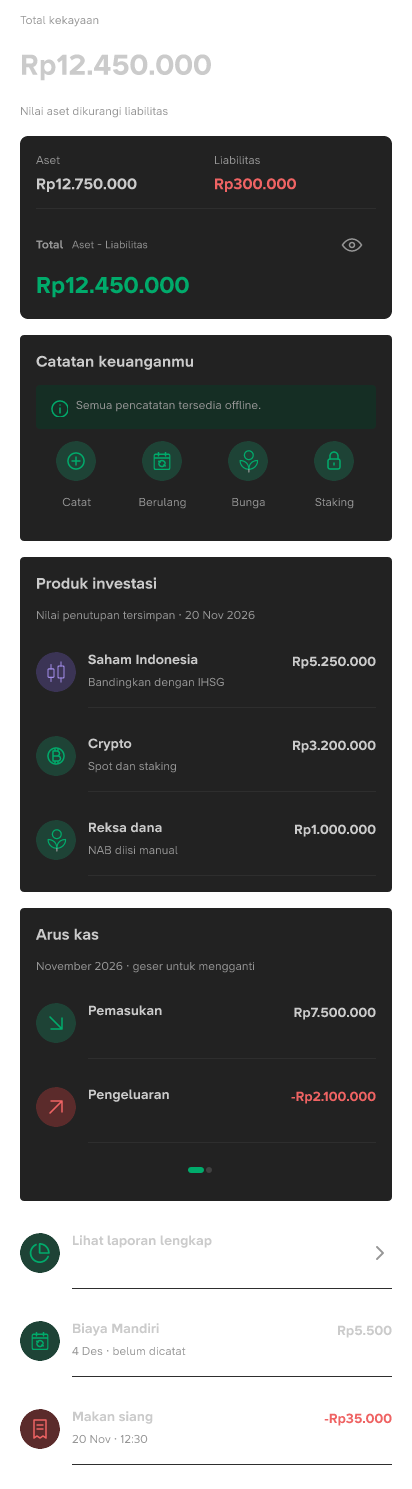 Total kekayaan
Rp12.450.000
Nilai aset dikurangi liabilitas
Aset Liabilitas
Rp12.750.000 Rp300.000
Total Aset - Liabilitas
Rp12.450.000
Catatan keuanganmu
Semua pencatatan tersedia offline.
Catat Berulang Bunga Staking
Produk investasi
Nilai penutupan tersimpan · 20 Nov 2026
Saham Indonesia Rp5.250.000
Bandingkan dengan IHSG
Crypto Rp3.200.000
Spot dan staking
Reksa dana Rp1.000.000
NAB diisi manual
Arus kas
November 2026 · geser untuk mengganti
Pemasukan Rp7.500.000
Pengeluaran -Rp2.100.000
Lihat laporan lengkap
Biaya Mandiri Rp5.500
4 Des · belum dicatat
Makan siang -Rp35.000
20 Nov · 12:30